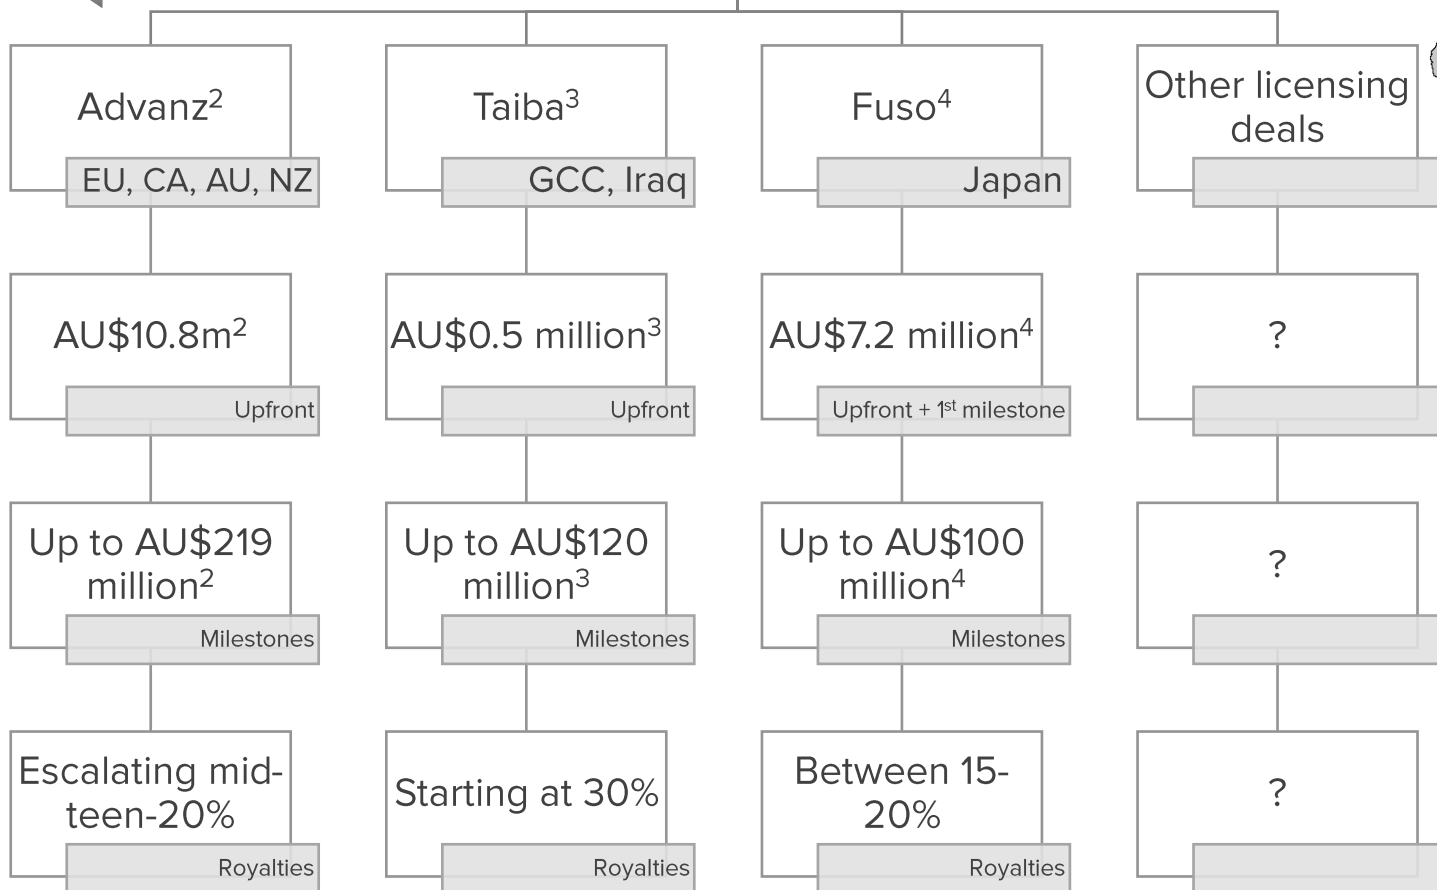 Advanz²
EU, CA, AU, NZ
Taiba³
GCC, Iraq
Fuso⁴
Japan
Other licensing
deals
AU$10.8m²
Upfront
AU$0.5 million³
Upfront
AU$7.2 million⁴
Upfront + 1ˢᵗ milestone
?
Up to AU$219
million²
Milestones
Up to AU$120
million³
Milestones
Up to AU$100
million⁴
Milestones
?
Escalating mid-
teen-20%
Royalties
Starting at 30%
Royalties
Between 15-
20%
Royalties
?